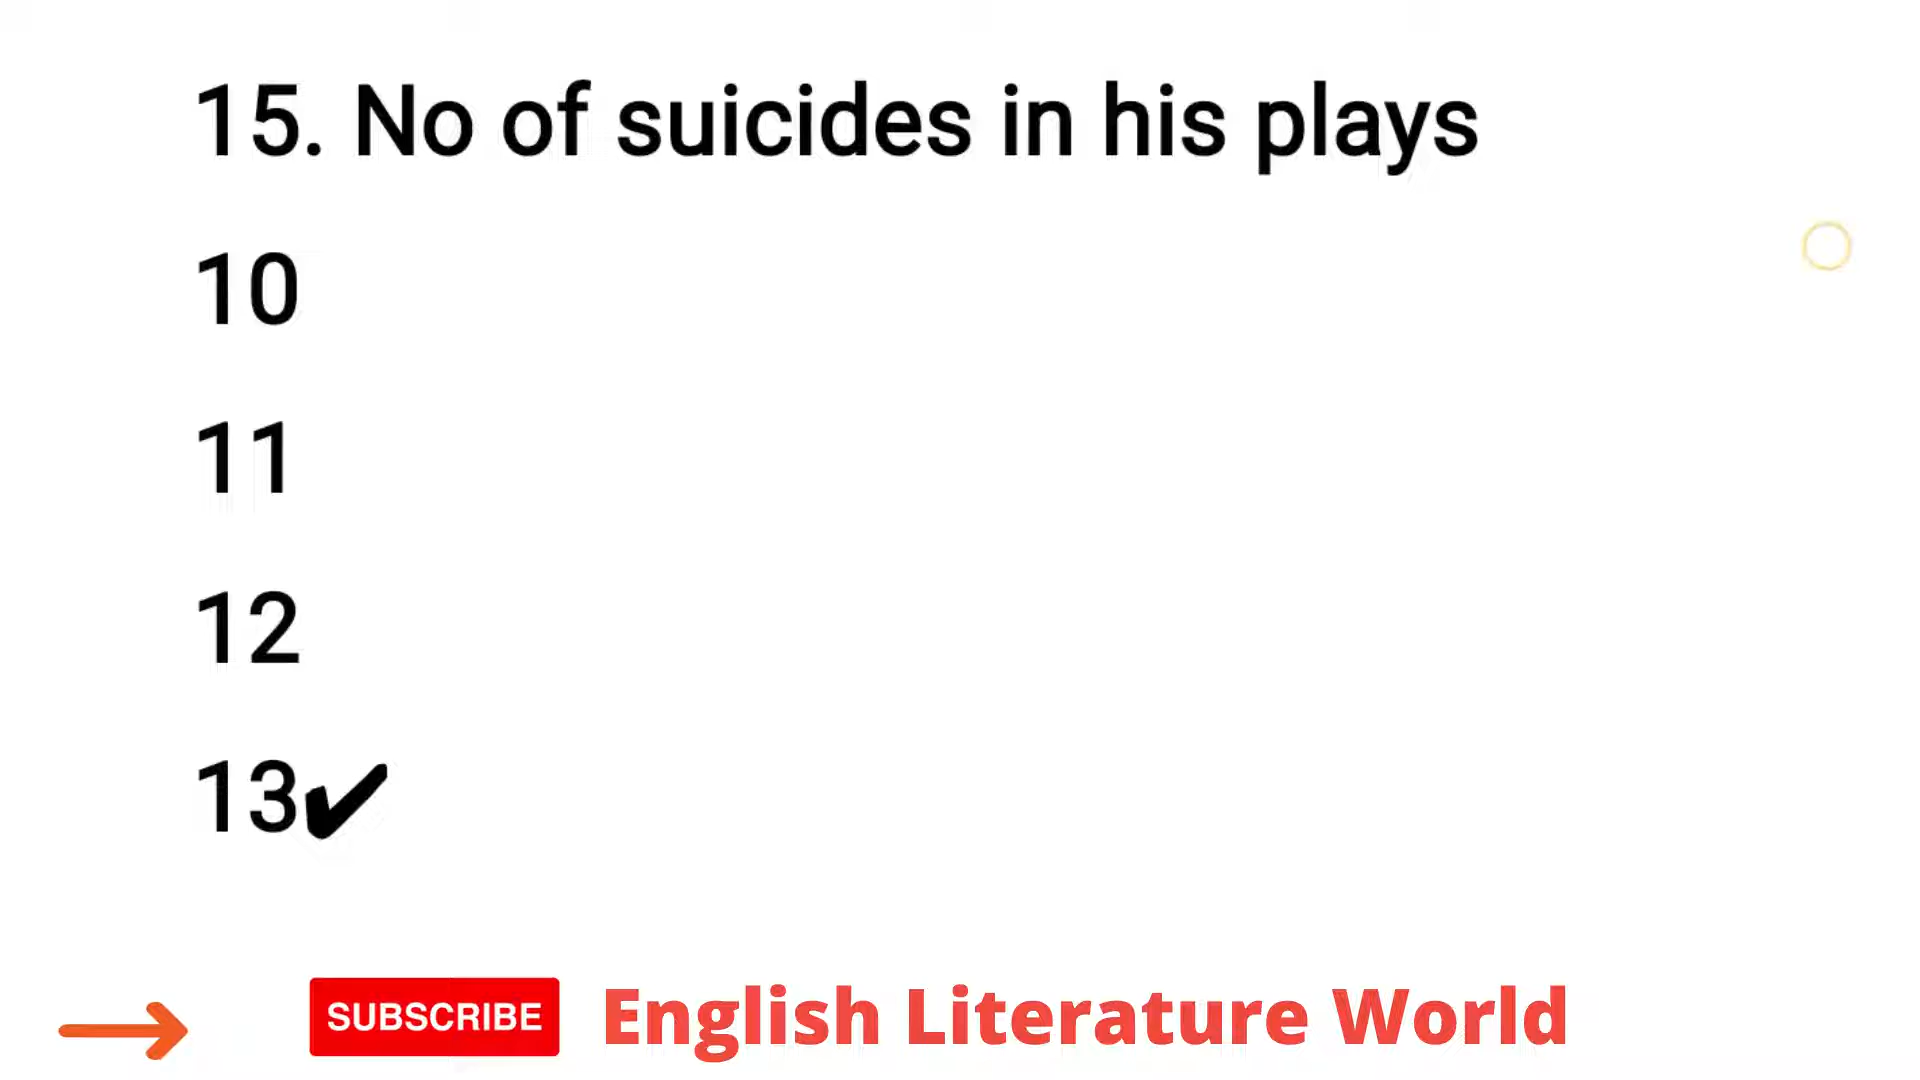 15. No of suicides in his plays
10
11
12
13✔
SUBSCRIBE English Literature World